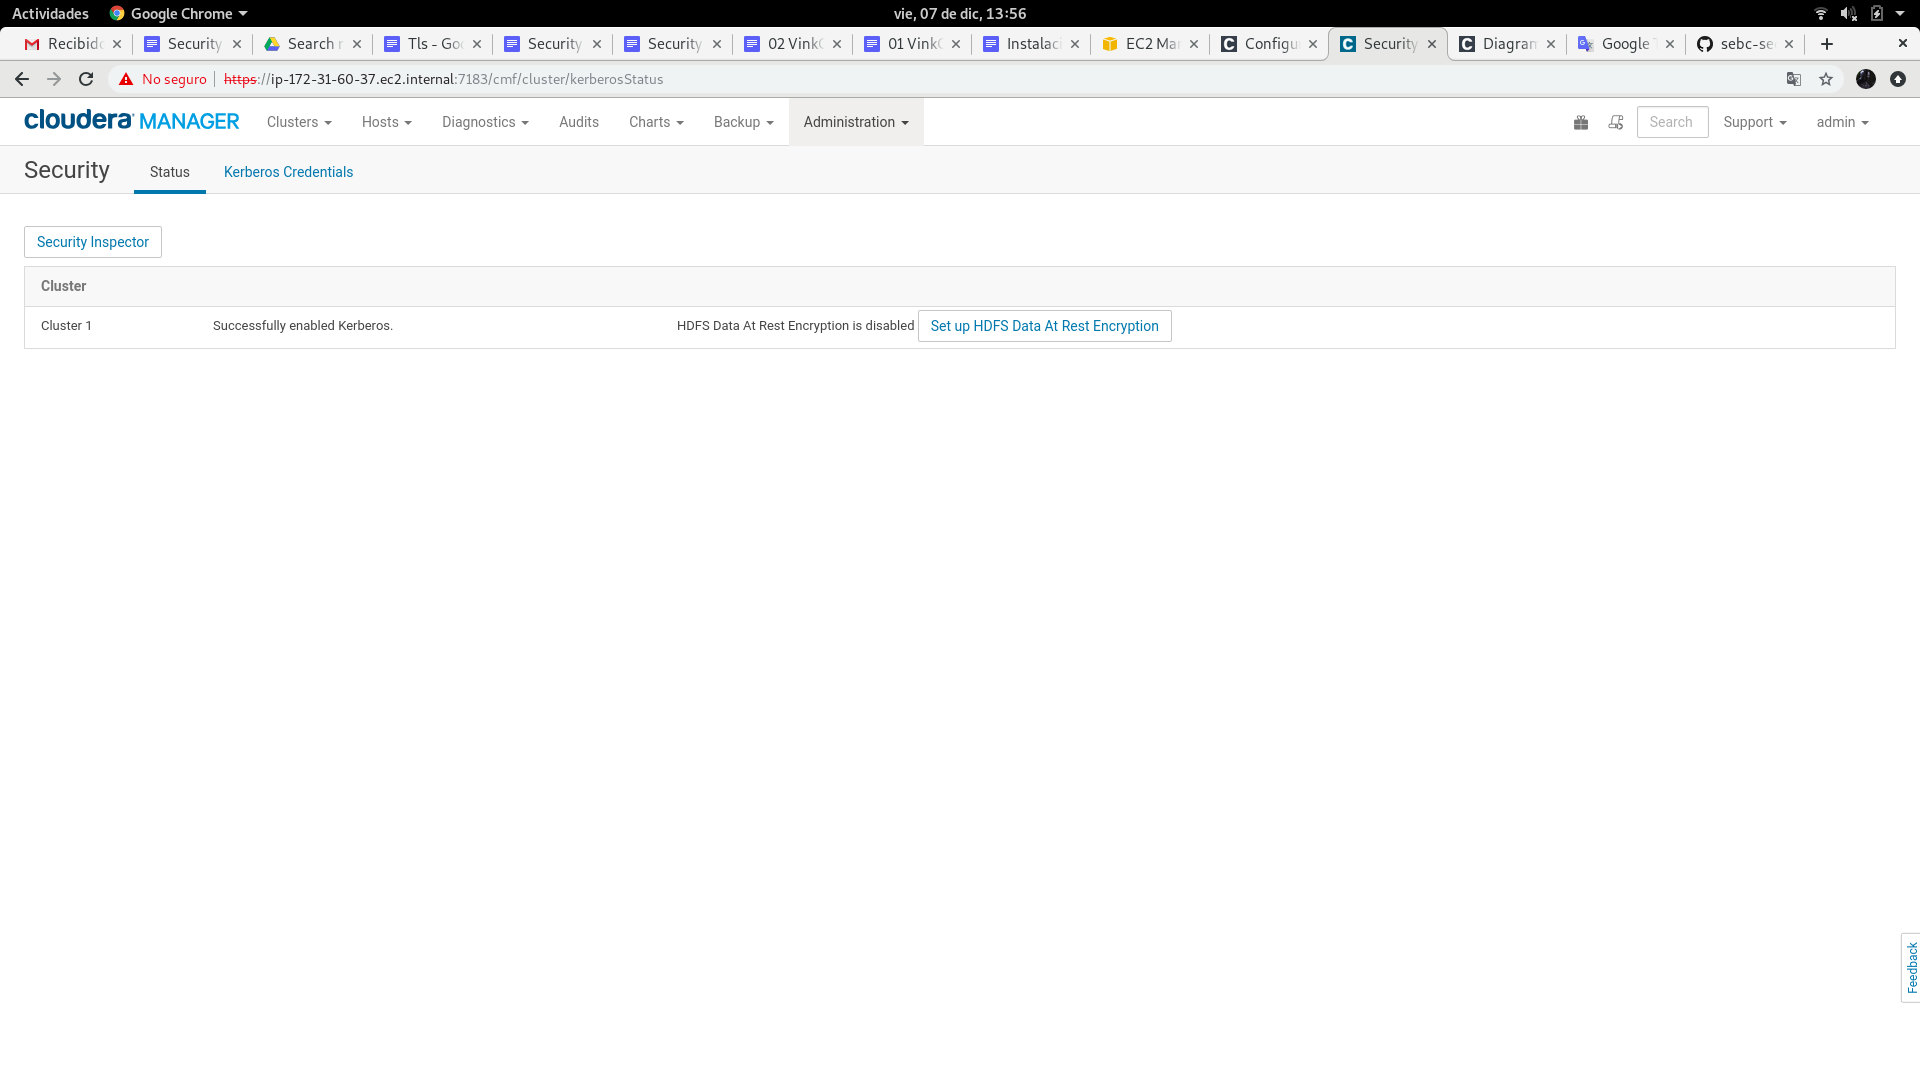 Actividades Google Chrome vie, 07 de dic, 13:56
Recibido Security Search r Tls - Goo Security Security 02 Vink 01 Vink Instalaci EC2 Mar Configu Security Diagram Google sebc-se
No seguro https://ip-172-31-60-37.ec2.internal:7183/cmf/cluster/kerberosStatus
cloudera MANAGER Clusters Hosts Diagnostics Audits Charts Backup Administration Search Support admin
Security Status Kerberos Credentials
Security Inspector
Cluster
Cluster 1 Successfully enabled Kerberos. HDFS Data At Rest Encryption is disabled Set up HDFS Data At Rest Encryption
Feedback